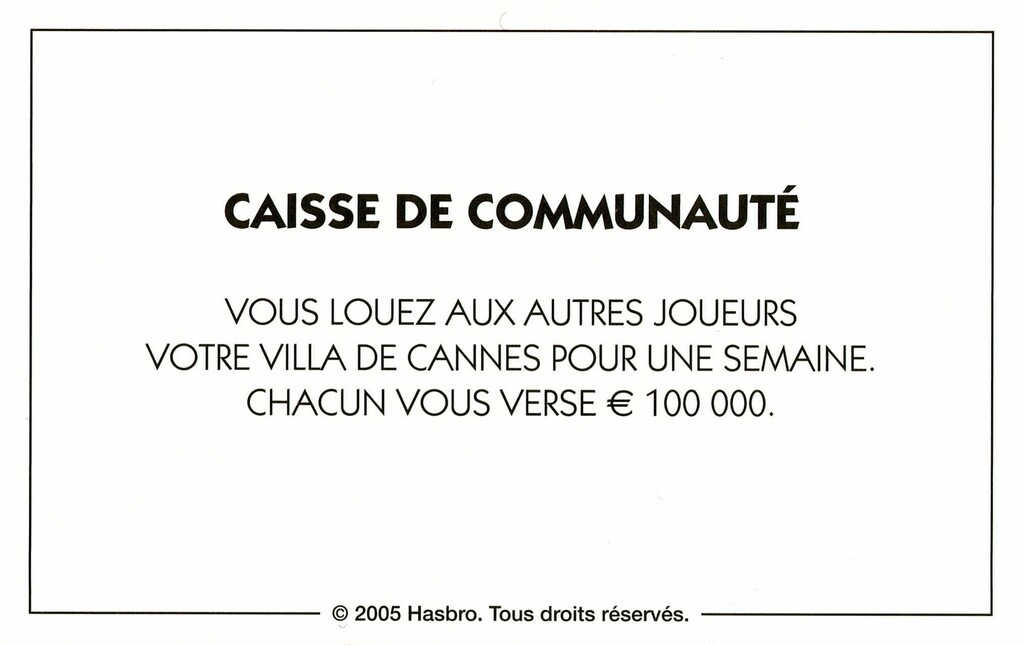 CAISSE DE COMMUNAUTÉ
VOUS LOUEZ AUX AUTRES JOUEURS
VOTRE VILLA DE CANNES POUR UNE SEMAINE.
CHACUN VOUS VERSE € 100 000.
© 2005 Hasbro. Tous droits réservés.